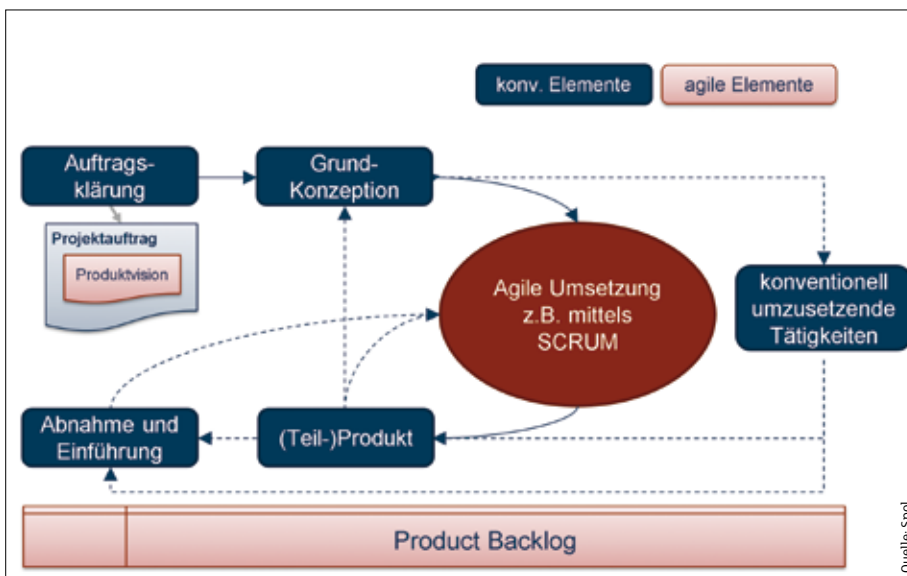 konv. Elemente
agile Elemente
Auftrags-
klärung
Grund-
Konzeption
Projektauftrag
Produktvision
Agile Umsetzung
z.B. mittels
SCRUM
konventionell
umzusetzende
Tätigkeiten
Abnahme und
Einführung
(Teil-)Produkt
Product Backlog
Quelle: